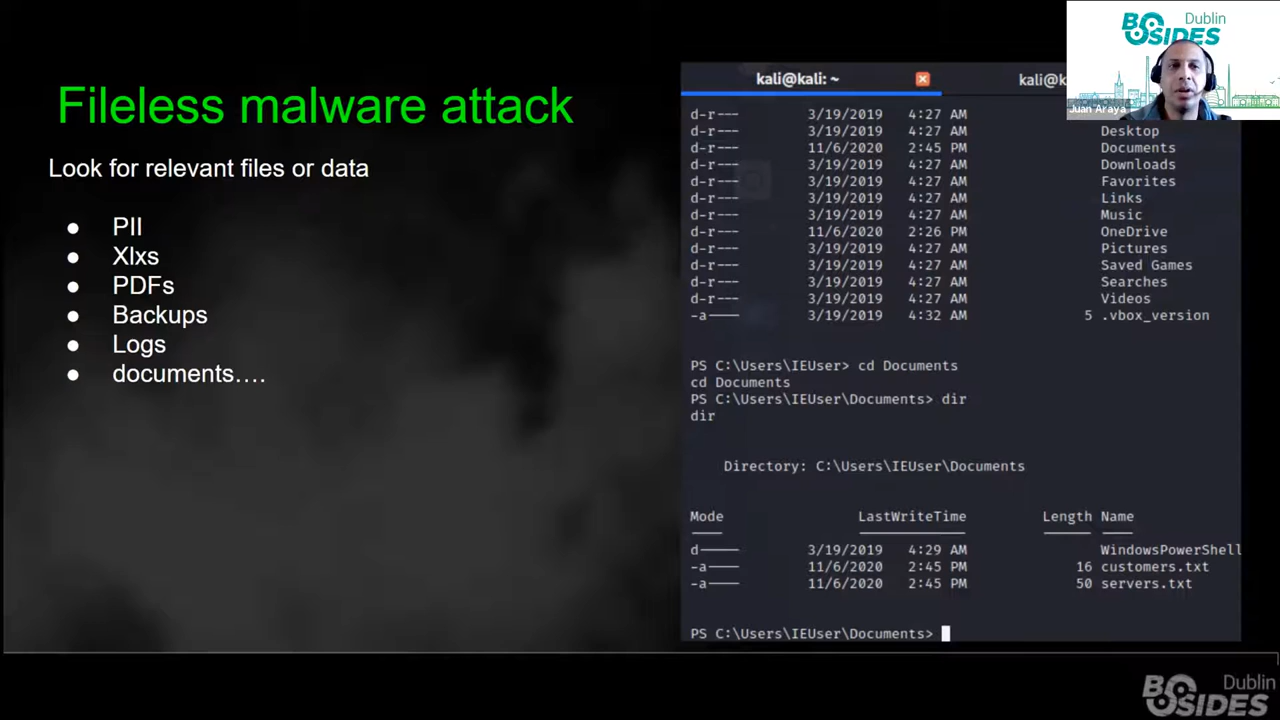 Fileless malware attack
Look for relevant files or data
● PII
● Xlxs
● PDFs
● Backups
● Logs
● documents….
kali@kali: ~
kali@k
d-r--- 3/19/2019 4:27 AM
d-r--- 3/19/2019 4:27 AM Desktop
d-r--- 11/6/2020 2:45 PM Documents
d-r--- 3/19/2019 4:27 AM Downloads
d-r--- 3/19/2019 4:27 AM Favorites
d-r--- 3/19/2019 4:27 AM Links
d-r--- 3/19/2019 4:27 AM Music
d-r--- 11/6/2020 2:26 PM OneDrive
d-r--- 3/19/2019 4:27 AM Pictures
d-r--- 3/19/2019 4:27 AM Saved Games
d-r--- 3/19/2019 4:27 AM Searches
d-r--- 3/19/2019 4:27 AM Videos
-a---- 3/19/2019 4:32 AM 5 .vbox_version
PS C:\Users\IEUser> cd Documents
cd Documents
PS C:\Users\IEUser\Documents> dir
dir
Directory: C:\Users\IEUser\Documents
Mode LastWriteTime Length Name
---- ------------- ------ ----
d----- 3/19/2019 4:29 AM WindowsPowerShell
-a---- 11/6/2020 2:45 PM 16 customers.txt
-a---- 11/6/2020 2:45 PM 50 servers.txt
PS C:\Users\IEUser\Documents>
BSIDES Dublin
Juan Araya
BSIDES Dublin